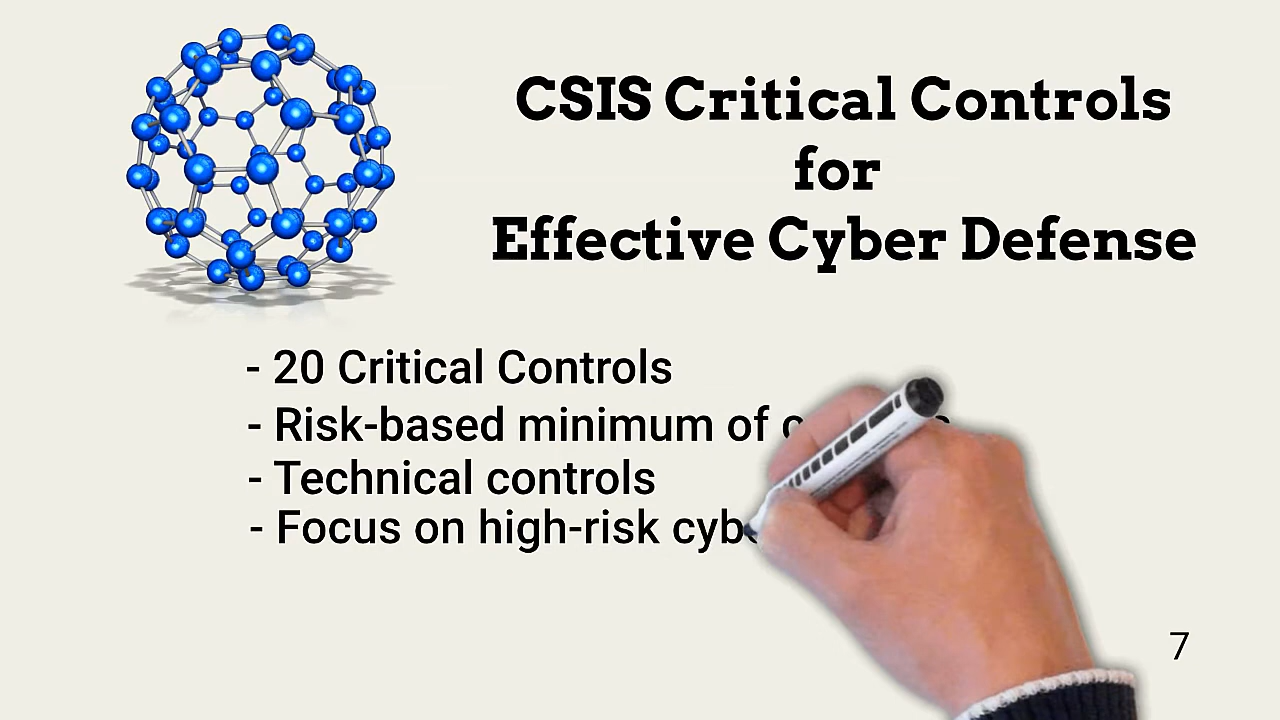 CSIS Critical Controls
for
Effective Cyber Defense
- 20 Critical Controls
- Risk-based minimum of
- Technical controls
- Focus on high-risk
7